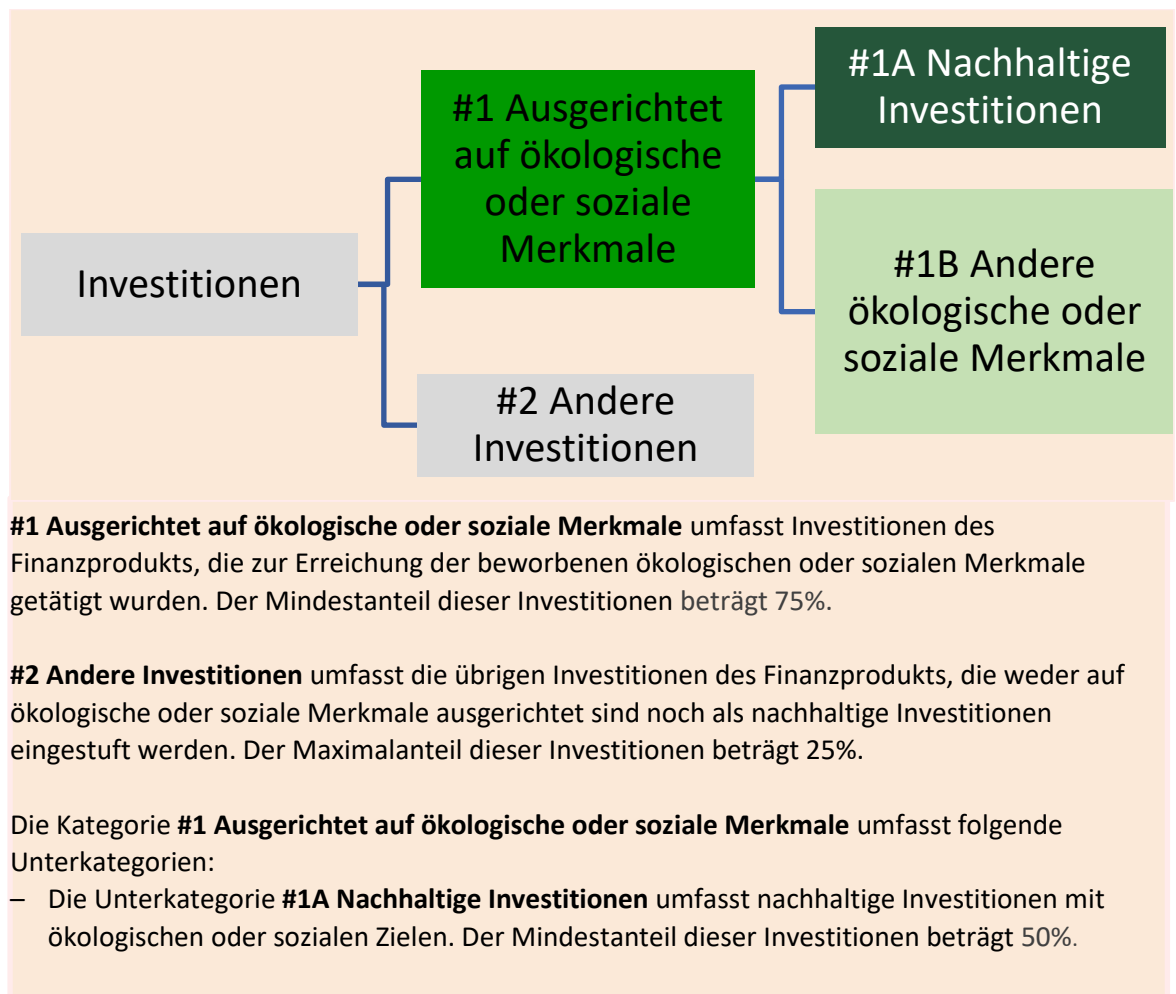 #1A Nachhaltige
Investitionen
#1 Ausgerichtet
auf ökologische
oder soziale
Merkmale
Investitionen
#1B Andere
ökologische oder
soziale Merkmale
#2 Andere
Investitionen
#1 Ausgerichtet auf ökologische oder soziale Merkmale umfasst Investitionen des
Finanzprodukts, die zur Erreichung der beworbenen ökologischen oder sozialen Merkmale
getätigt wurden. Der Mindestanteil dieser Investitionen beträgt 75%.
#2 Andere Investitionen umfasst die übrigen Investitionen des Finanzprodukts, die weder auf
ökologische oder soziale Merkmale ausgerichtet sind noch als nachhaltige Investitionen
eingestuft werden. Der Maximalanteil dieser Investitionen beträgt 25%.
Die Kategorie #1 Ausgerichtet auf ökologische oder soziale Merkmale umfasst folgende
Unterkategorien:
– Die Unterkategorie #1A Nachhaltige Investitionen umfasst nachhaltige Investitionen mit
ökologischen oder sozialen Zielen. Der Mindestanteil dieser Investitionen beträgt 50%.